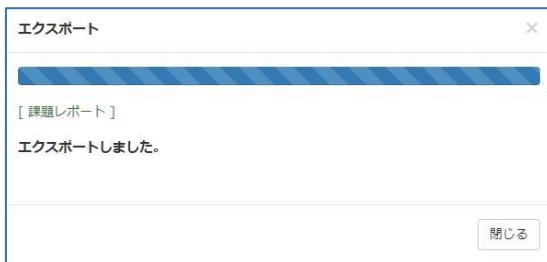 エクスポート
×
[ 課題レポート ]
エクスポートしました。
閉じる